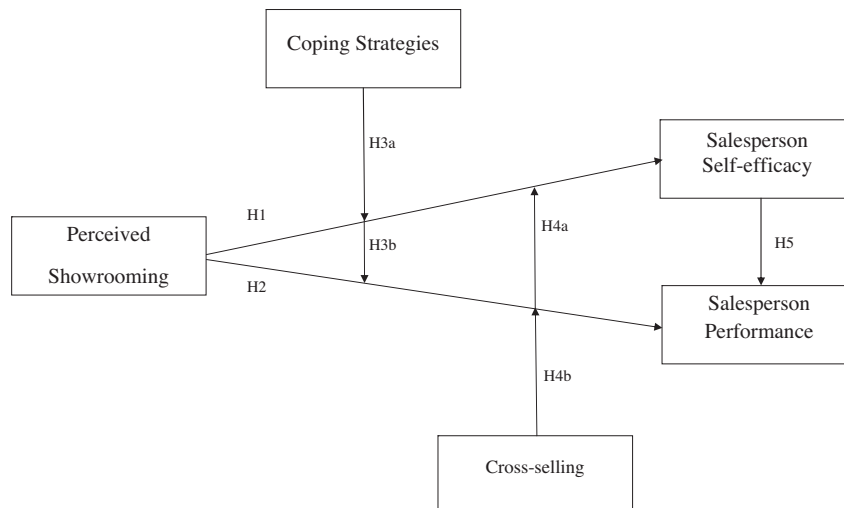 Coping Strategies
H3a
Salesperson
Self-efficacy
H1
Perceived
Showrooming
H3b
H4a
H5
H2
Salesperson
Performance
H4b
Cross-selling